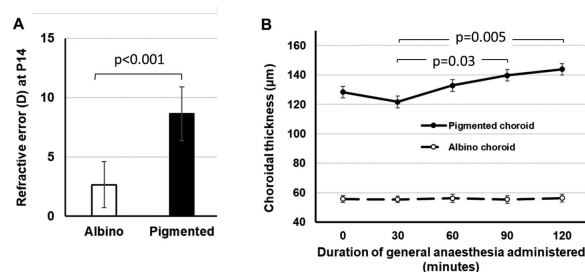 A
Refractive error (D) at P14
15
10
5
0
p<0.001
Albino
Pigmented
B
Choroidal thickness (µm)
160
140
120
100
80
60
40
p=0.005
p=0.03
Pigmented choroid
Albino choroid
0 30 60 90 120
Duration of general anaesthesia administered
(minutes)